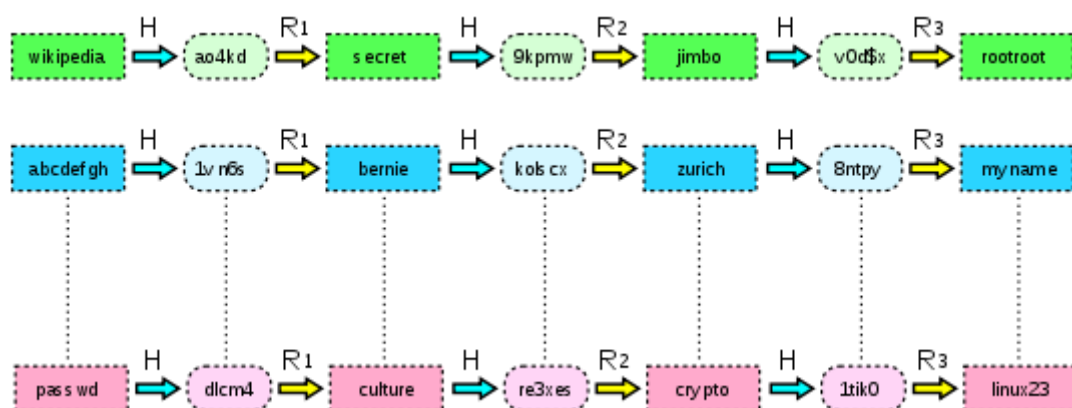 H R1 H R2 H R3
wikipedia ao4kd secret 9kpmw jimbo v0d$x rootroot
H R1 H R2 H R3
abcdefgh 1vn6s bernie kolscx zurich 8ntpy myname
H R1 H R2 H R3
passwd dlcm4 culture re3xes crypto 1tik0 linux23